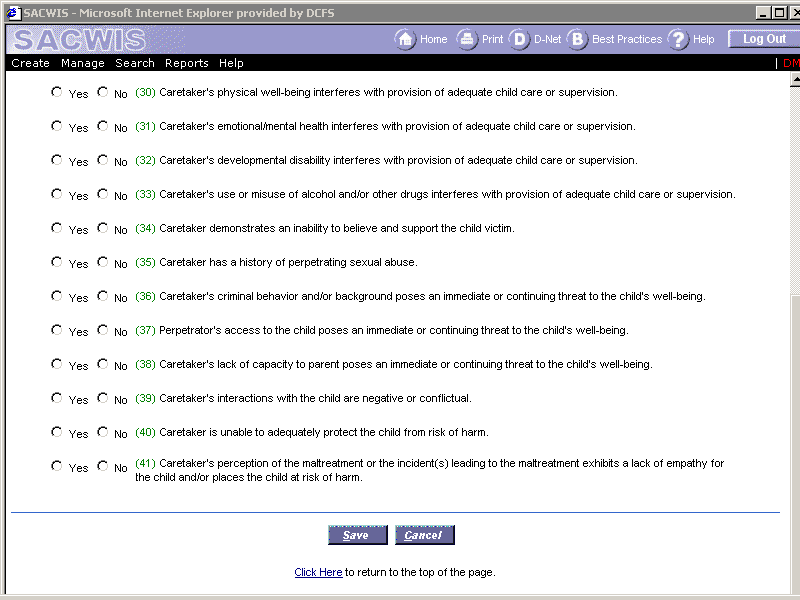 SACWIS - Microsoft Internet Explorer provided by DCFS
SACWIS Home Print D D-Net B Best Practices ? Help Log Out
Create Manage Search Reports Help | DM
Yes No (30) Caretaker's physical well-being interferes with provision of adequate child care or supervision.
Yes No (31) Caretaker's emotional/mental health interferes with provision of adequate child care or supervision.
Yes No (32) Caretaker's developmental disability interferes with provision of adequate child care or supervision.
Yes No (33) Caretaker's use or misuse of alcohol and/or other drugs interferes with provision of adequate child care or supervision.
Yes No (34) Caretaker demonstrates an inability to believe and support the child victim.
Yes No (35) Caretaker has a history of perpetrating sexual abuse.
Yes No (36) Caretaker's criminal behavior and/or background poses an immediate or continuing threat to the child's well-being.
Yes No (37) Perpetrator's access to the child poses an immediate or continuing threat to the child's well-being.
Yes No (38) Caretaker's lack of capacity to parent poses an immediate or continuing threat to the child's well-being.
Yes No (39) Caretaker's interactions with the child are negative or conflictual.
Yes No (40) Caretaker is unable to adequately protect the child from risk of harm.
Yes No (41) Caretaker's perception of the maltreatment or the incident(s) leading to the maltreatment exhibits a lack of empathy for
the child and/or places the child at risk of harm.
Save Cancel
Click Here to return to the top of the page.